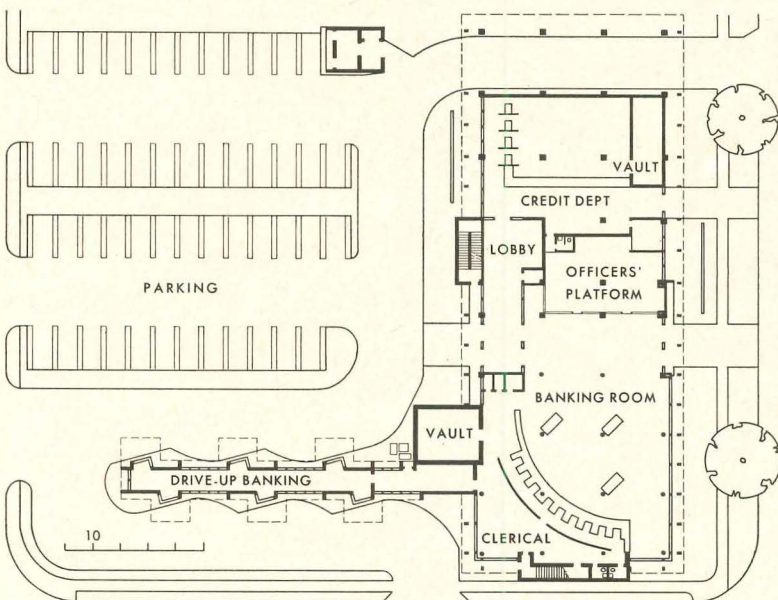 VAULT
CREDIT DEPT
LOBBY
OFFICERS'
PLATFORM
PARKING
BANKING ROOM
VAULT
DRIVE-UP BANKING
10
CLERICAL